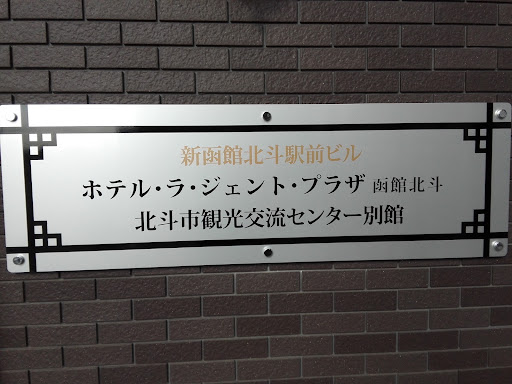 新函館北斗駅前ビル
ホテル・ラ・ジェント・プラザ 函館北斗
北斗市観光交流センター別館